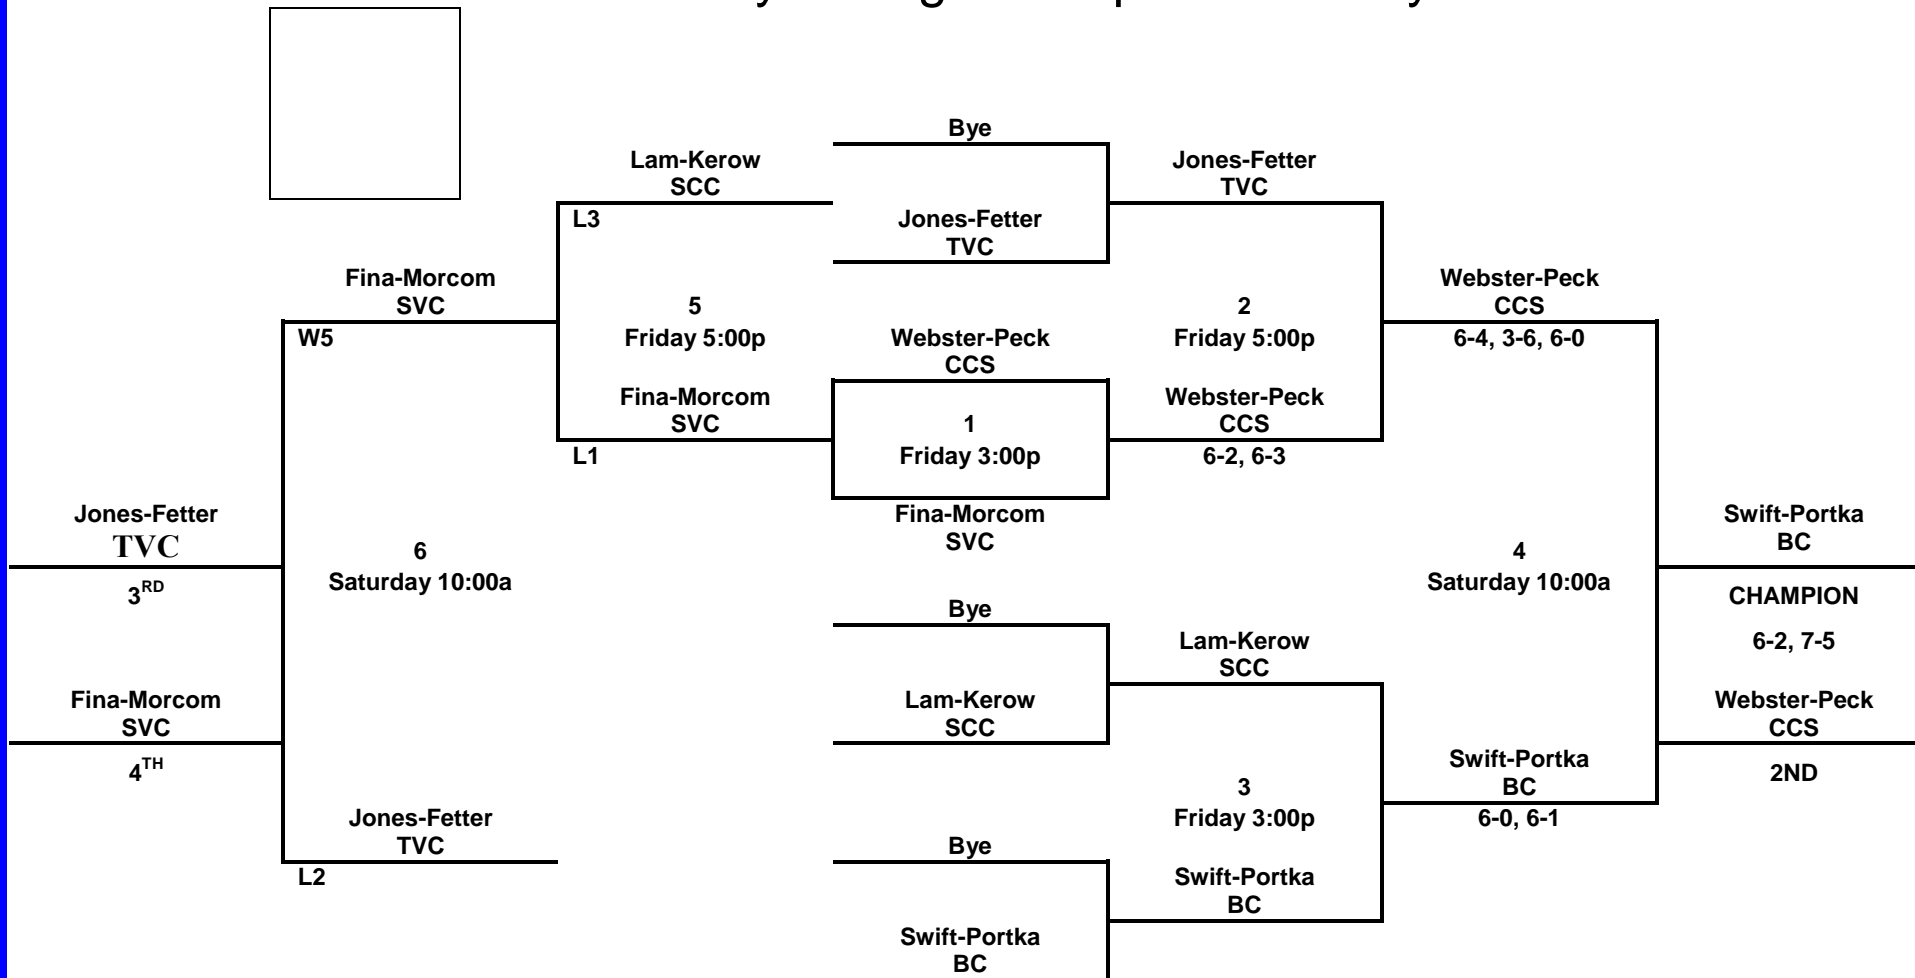 Bye
Lam-Kerow
SCC
Jones-Fetter
TVC
L3
Jones-Fetter
TVC
Fina-Morcom
SVC
5
2
Webster-Peck
CCS
W5
Friday 5:00p
Webster-Peck
CCS
Friday 5:00p
6-4, 3-6, 6-0
Fina-Morcom
SVC
1
Webster-Peck
CCS
L1
Friday 3:00p
6-2, 6-3
Jones-Fetter
TVC
Fina-Morcom
SVC
Swift-Portka
BC
6
Saturday 10:00a
4
Saturday 10:00a
3RD
Bye
CHAMPION
Lam-Kerow
SCC
6-2, 7-5
Fina-Morcom
SVC
Lam-Kerow
SCC
Webster-Peck
CCS
4TH
Swift-Portka
BC
2ND
3
Jones-Fetter
TVC
Friday 3:00p
6-0, 6-1
Bye
L2
Swift-Portka
BC
Swift-Portka
BC